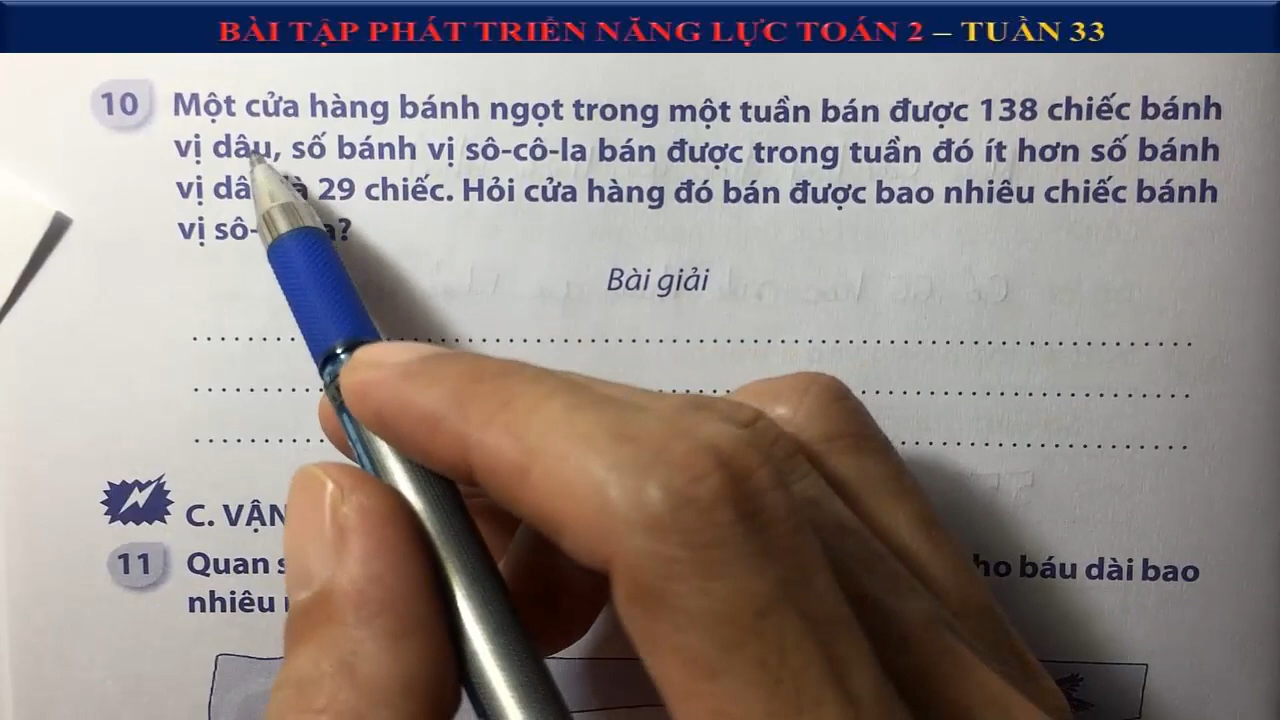 BÀI TẬP PHÁT TRIỂN NĂNG LỰC TOÁN 2 – TUẦN 33
10 Một cửa hàng bánh ngọt trong một tuần bán được 138 chiếc bánh
vị dâu, số bánh vị sô-cô-la bán được trong tuần đó ít hơn số bánh
vị 29 chiếc. Hỏi cửa hàng đó bán được bao nhiêu chiếc bánh
vị sô-
Bài giải
C. VẬN
11 Quan báu dài bao
nhiêu